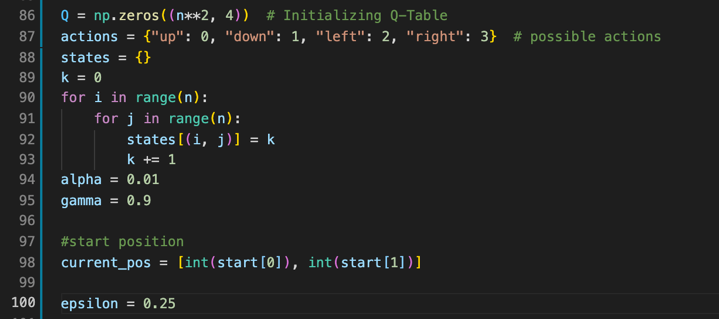 86 Q = np.zeros((n**2, 4))  # Initializing Q-Table
87 actions = {"up": 0, "down": 1, "left": 2, "right": 3}  # possible actions
88 states = {}
89 k = 0
90 for i in range(n):
91     for j in range(n):
92         states[(i, j)] = k
93         k += 1
94 alpha = 0.01
95 gamma = 0.9
96
97 #start position
98 current_pos = [int(start[0]), int(start[1])]
99
100 epsilon = 0.25